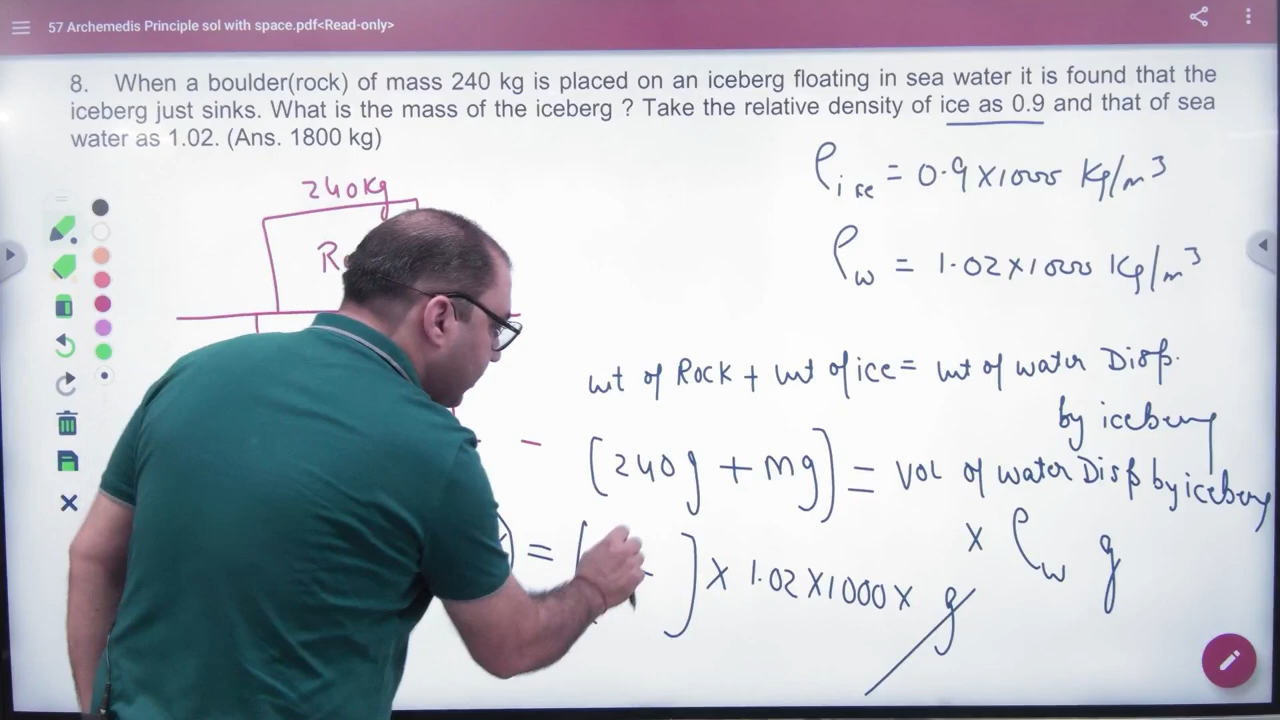 57 Archemedis Principle sol with space.pdf<Read-only>
8. When a boulder(rock) of mass 240 kg is placed on an iceberg floating in sea water it is found that the
iceberg just sinks. What is the mass of the iceberg ? Take the relative density of ice as 0.9 and that of sea
water as 1.02. (Ans. 1800 kg)
240 kg
R
ρice = 0.9 x 1000 Kg/m³
ρw = 1.02 x 1000 Kg/m³
wt of Rock + wt of ice = wt of water Disp.
by iceberg
(240g + mg) = Vol of water Disp by iceberg
x ρw g
) = [ ] x 1.02 x 1000 x g